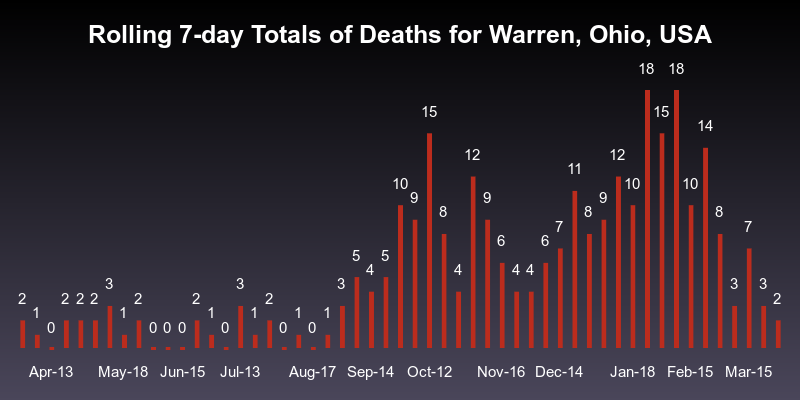 Rolling 7-day Totals of Deaths for Warren, Ohio, USA
2 1 0 2 2 2 3 1 2 0 0 0 2 1 0 3 1 2 0 1 0 1 3 5 4 5 10 9 15 8 4 12 9 6 4 4 6 7 11 8 9 12 10 18 15 18 10 14 8 3 7 3 2
Apr-13 May-18 Jun-15 Jul-13 Aug-17 Sep-14 Oct-12 Nov-16 Dec-14 Jan-18 Feb-15 Mar-15